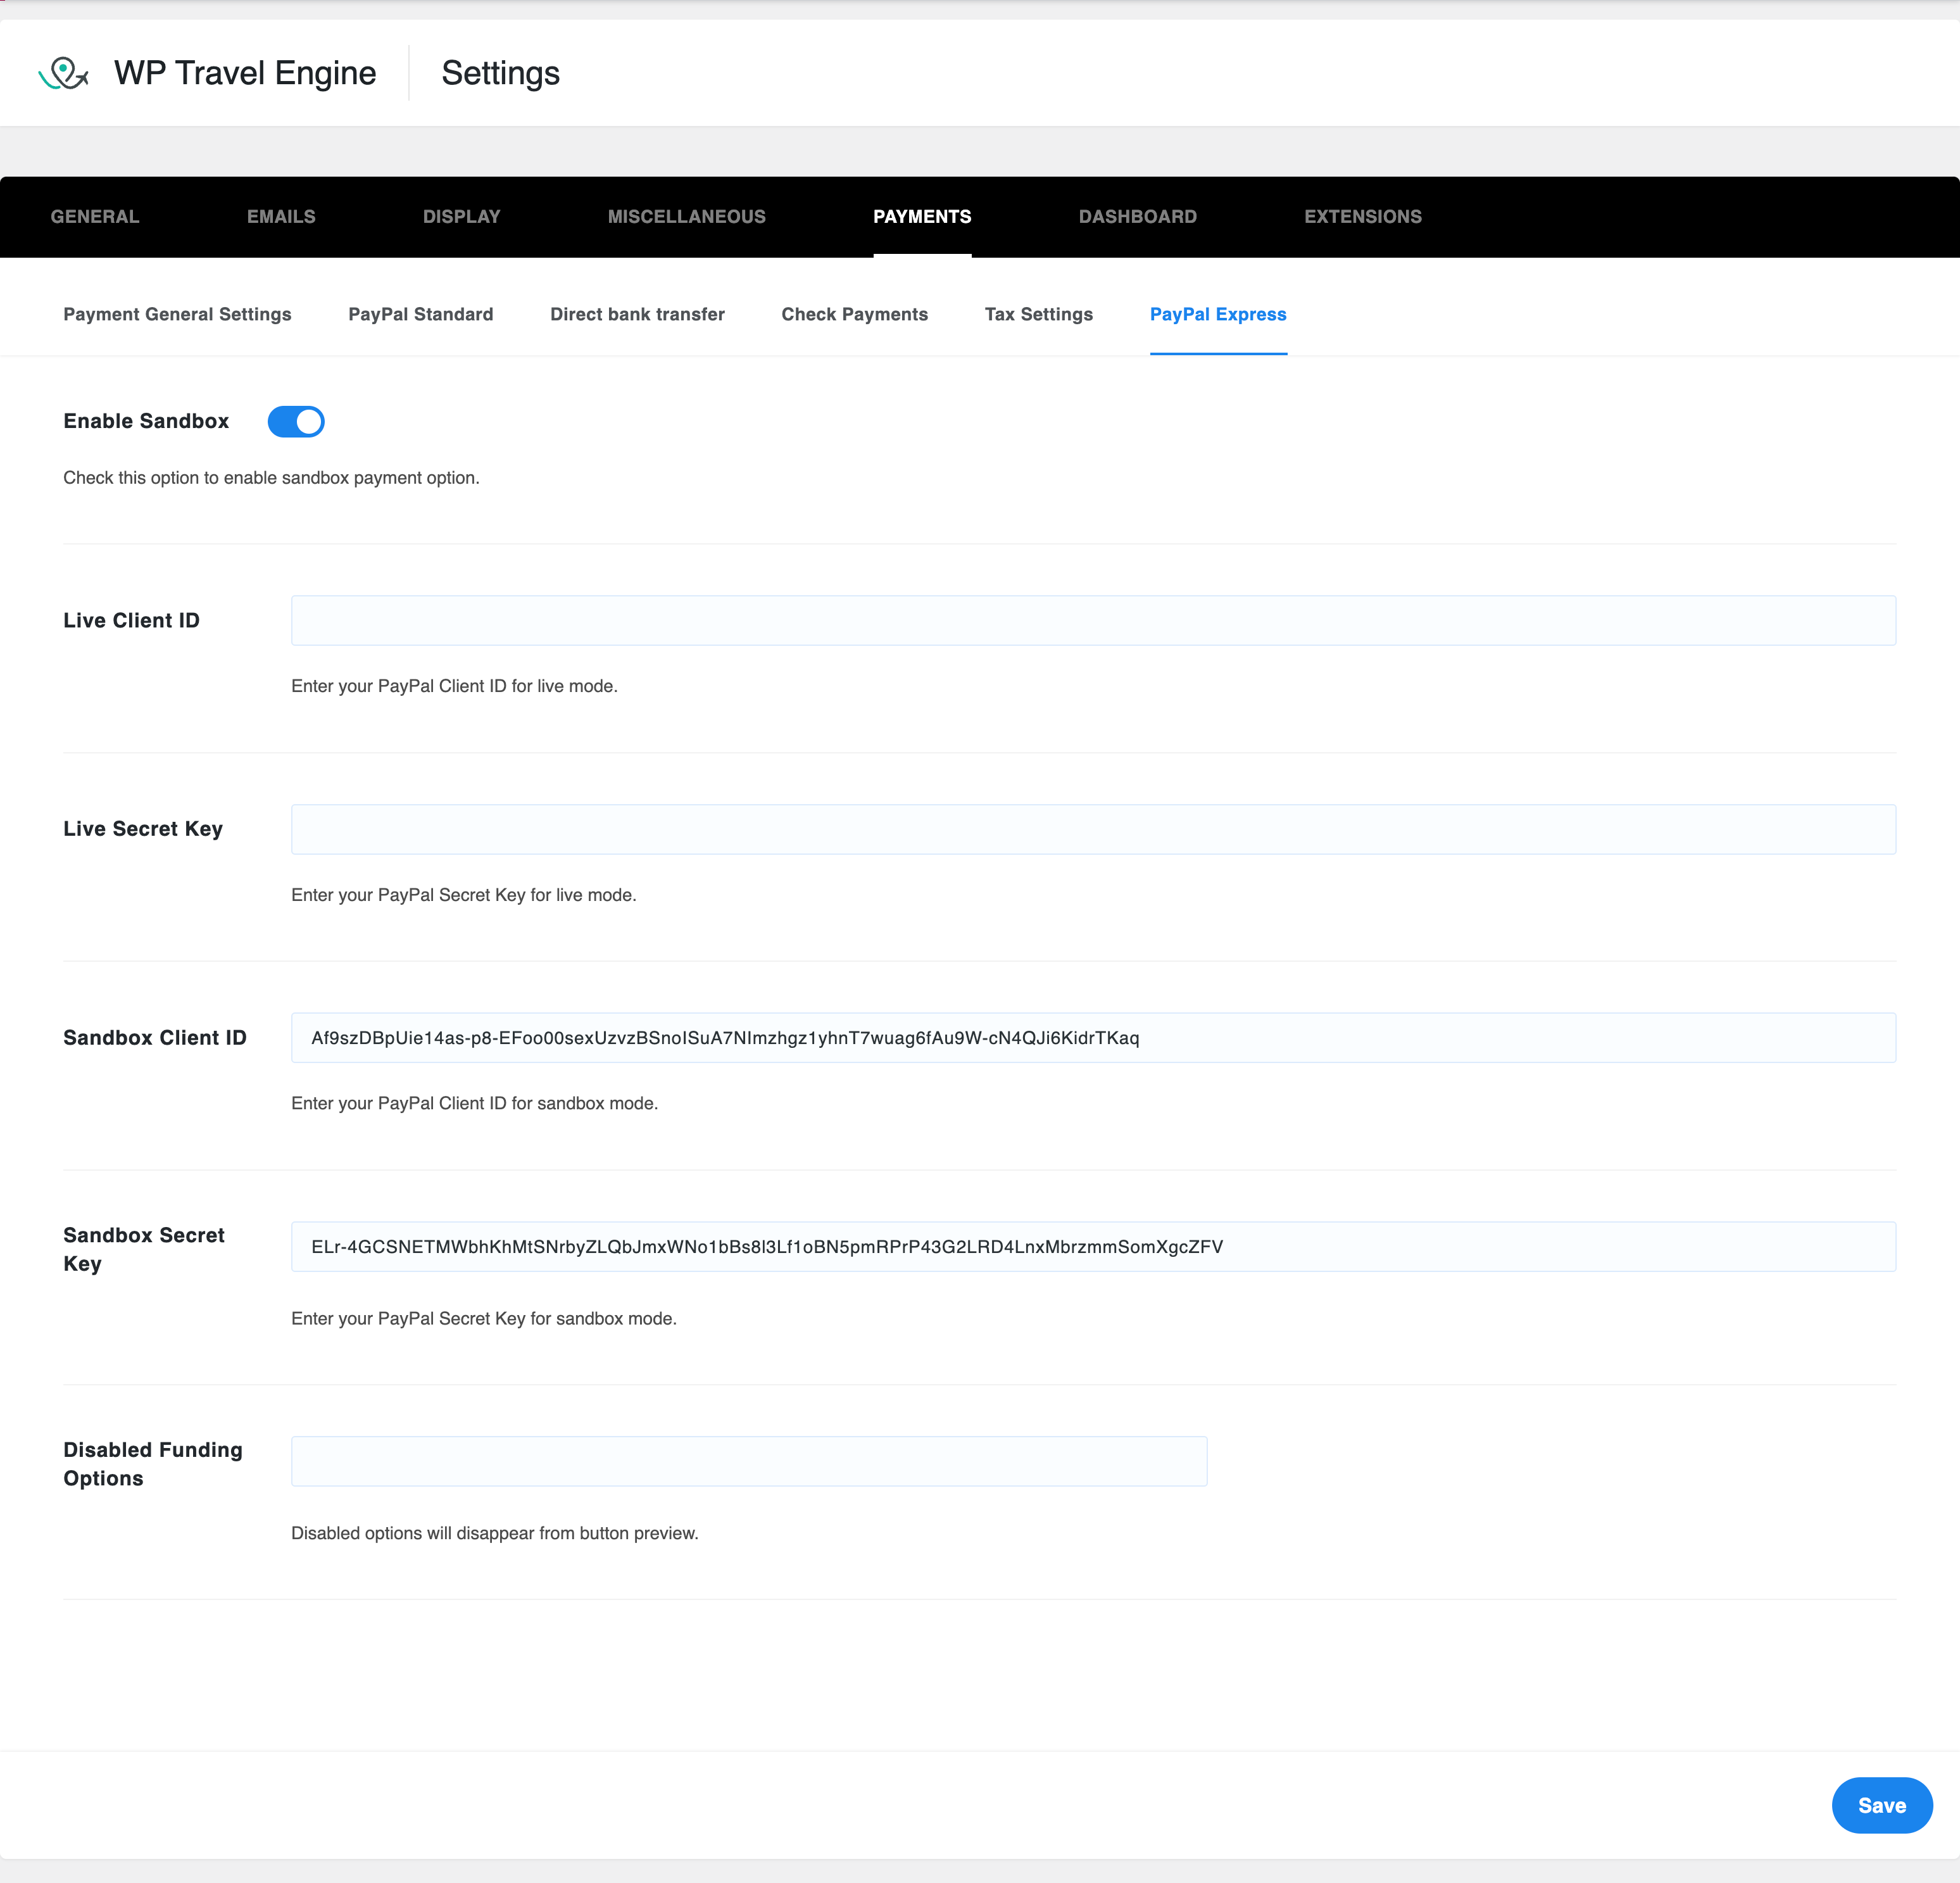 WP Travel Engine
Settings
GENERAL
EMAILS
DISPLAY
MISCELLANEOUS
PAYMENTS
DASHBOARD
EXTENSIONS
Payment General Settings
PayPal Standard
Direct bank transfer
Check Payments
Tax Settings
PayPal Express
Enable Sandbox
Check this option to enable sandbox payment option.
Live Client ID
Enter your PayPal Client ID for live mode.
Live Secret Key
Enter your PayPal Secret Key for live mode.
Sandbox Client ID
Af9szDBpUie14as-p8-EFoo00sexUzvzBSnoISuA7NImzhgz1yhnT7wuag6fAu9W-cN4QJi6KidrTKaq
Enter your PayPal Client ID for sandbox mode.
Sandbox Secret
Key
ELr-4GCSNETMWbhKhMtSNrbyZLQbJmxWNo1bBs8l3Lf1oBN5pmRPrP43G2LRD4LnxMbrzmmSomXgcZFV
Enter your PayPal Secret Key for sandbox mode.
Disabled Funding
Options
Disabled options will disappear from button preview.
Save